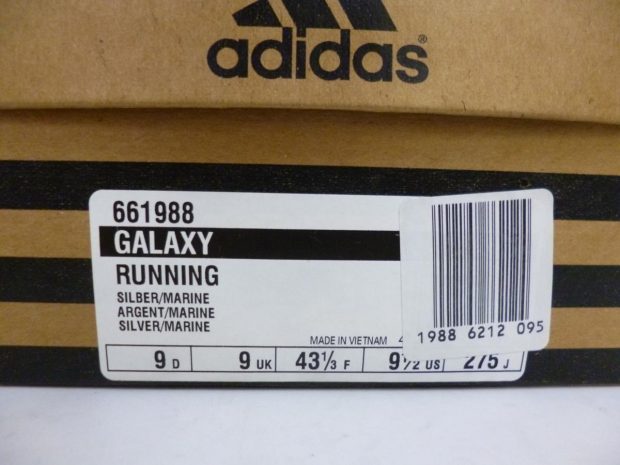 adidas®
661988
GALAXY
RUNNING
SILBER/MARINE
ARGENT/MARINE
SILVER/MARINE
MADE IN VIETNAM
1988 6212 095
9 D 9 UK 43⅓ F 9½ US 275 J